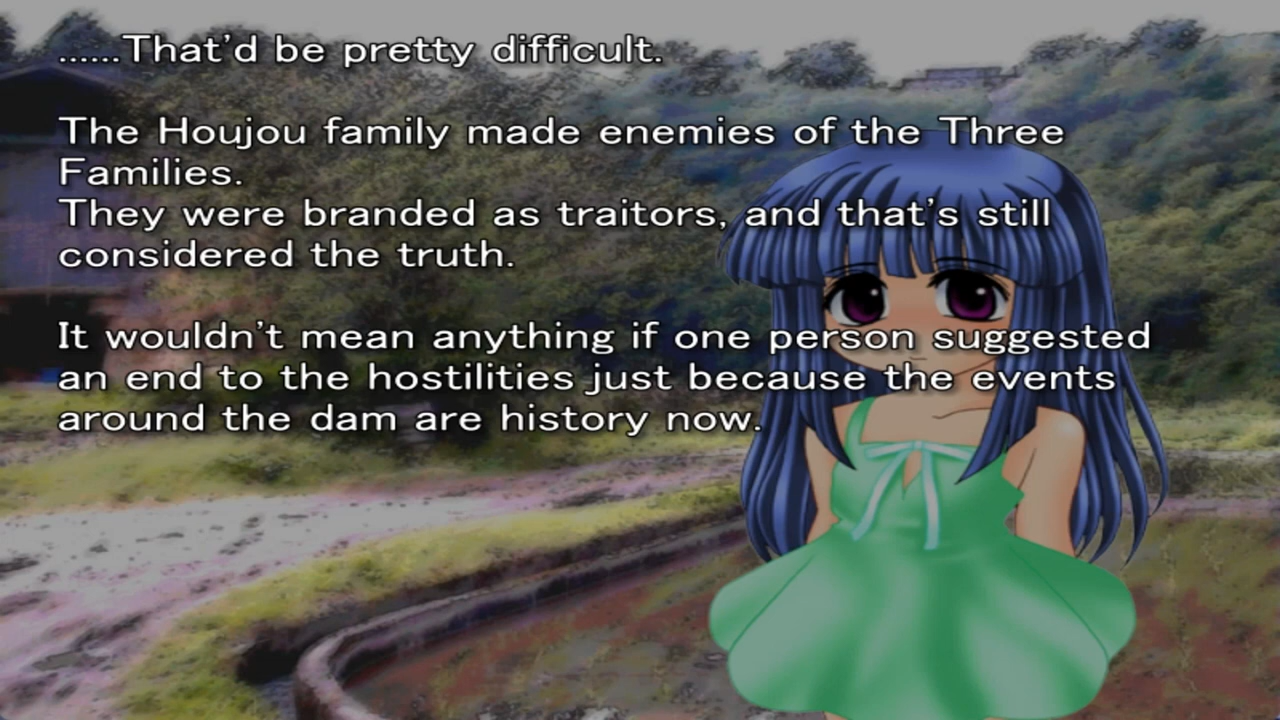 ......That'd be pretty difficult.
The Houjou family made enemies of the Three
Families.
They were branded as traitors, and that's still
considered the truth.
It wouldn't mean anything if one person suggested
an end to the hostilities just because the events
around the dam are history now.